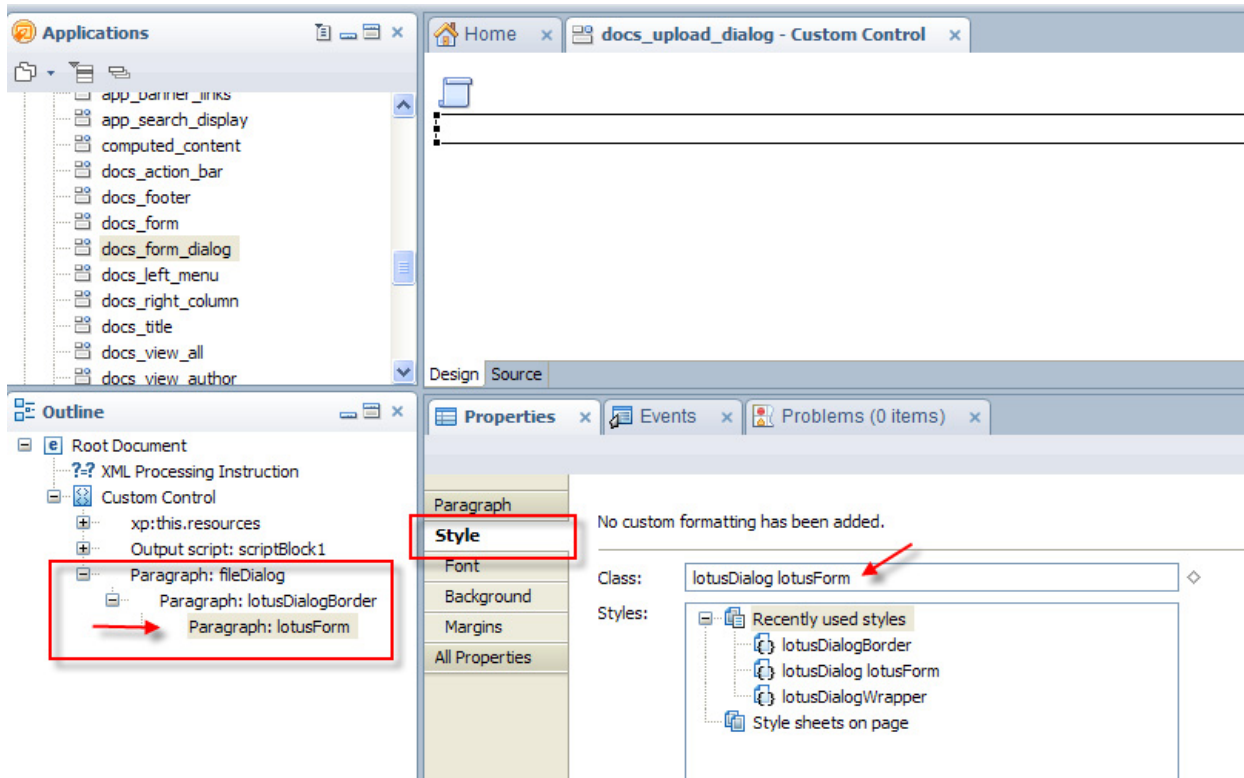 Applications
app_banner_links
app_search_display
computed_content
docs_action_bar
docs_footer
docs_form
docs_form_dialog
docs_left_menu
docs_right_column
docs_title
docs_view_all
docs_view_author
Home
docs_upload_dialog - Custom Control
Design Source
Outline
Root Document
?=? XML Processing Instruction
Custom Control
xp:this.resources
Output script: scriptBlock1
Paragraph: fileDialog
Paragraph: lotusDialogBorder
Paragraph: lotusForm
Properties
Events
Problems (0 items)
Paragraph
Style
Font
Background
Margins
All Properties
No custom formatting has been added.
Class: lotusDialog lotusForm
Styles:
Recently used styles
lotusDialogBorder
lotusDialog lotusForm
lotusDialogWrapper
Style sheets on page